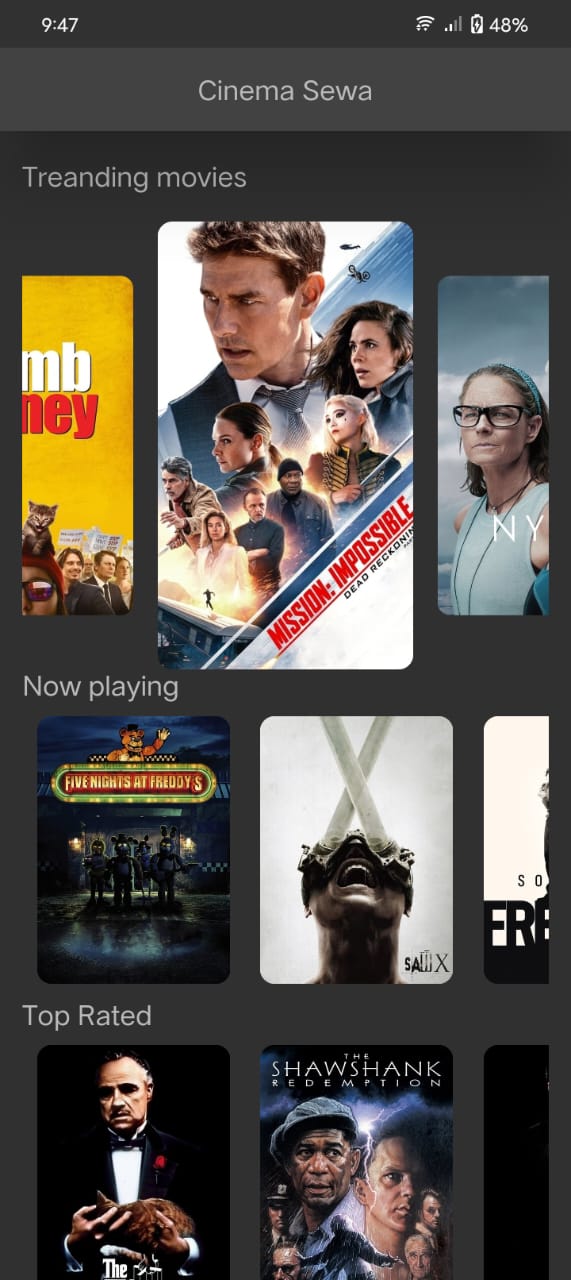 9:47
48%
Cinema Sewa
Treanding movies
mb
ney
MISSION: IMPOSSIBLE
DEAD RECKONIN
NY
Now playing
FIVE NIGHTS AT FREDDY'S
SAW X
SO
FRE
Top Rated
The
THE
SHAWSHANK
REDEMPTION